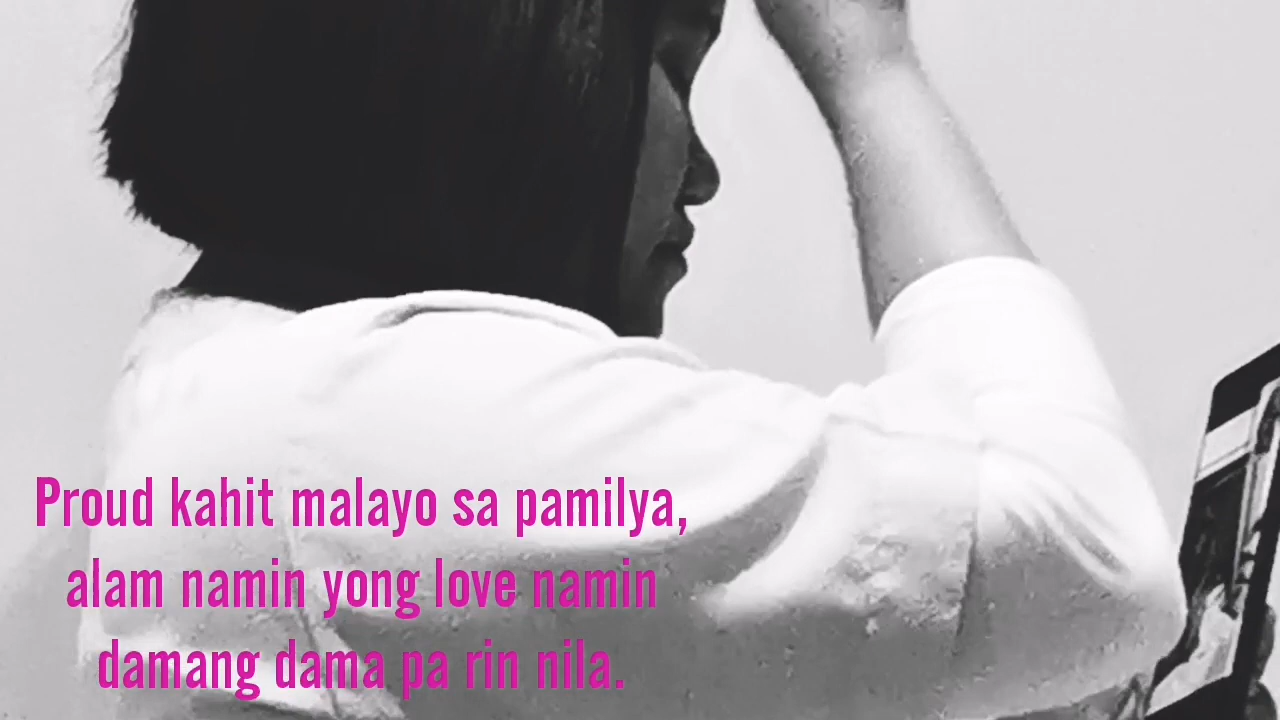 Proud kahit malayo sa pamilya,
alam namin yong love namin
damang dama pa rin nila.